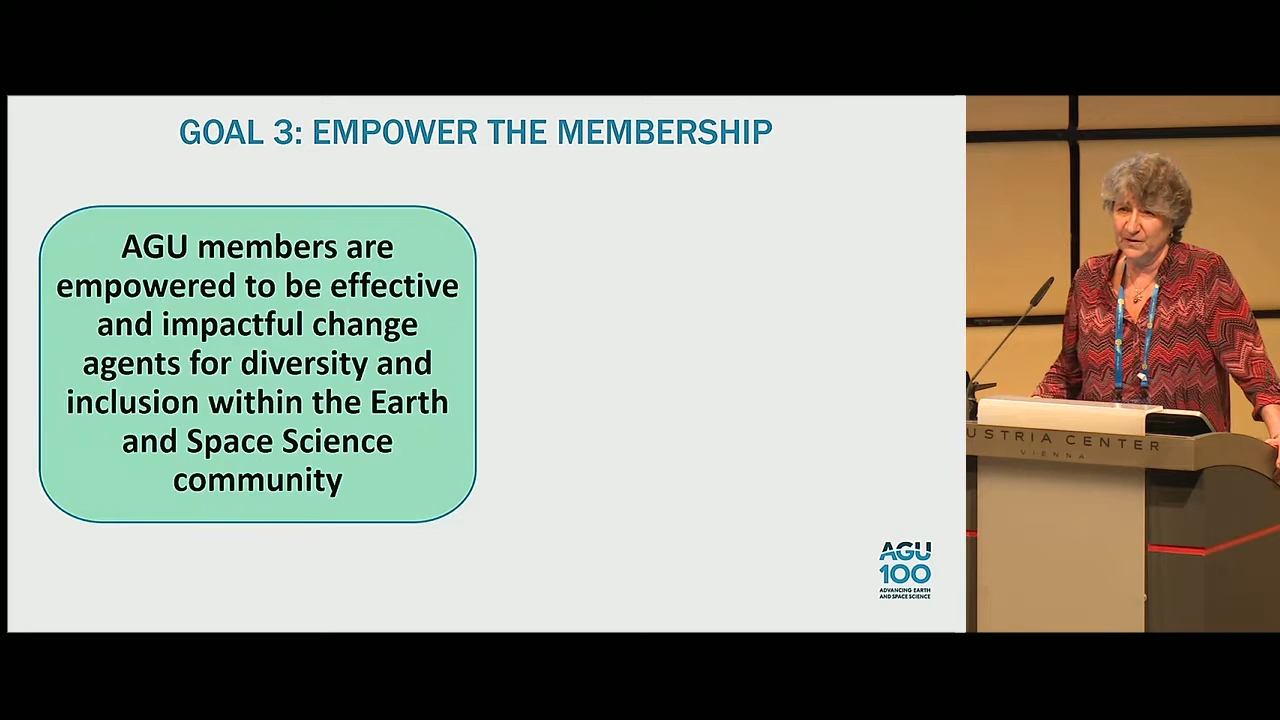 GOAL 3: EMPOWER THE MEMBERSHIP
AGU members are
empowered to be effective
and impactful change
agents for diversity and
inclusion within the Earth
and Space Science
community
AGU
100
ADVANCING EARTH
AND SPACE SCIENCE
USTRIA CENTER
VIENNA